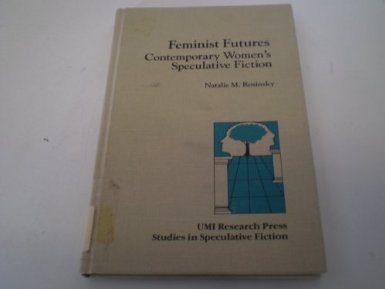 Feminist Futures
Contemporary Women's
Speculative Fiction
Natalie M. Rosinsky
UMI Research Press
Studies in Speculative Fiction